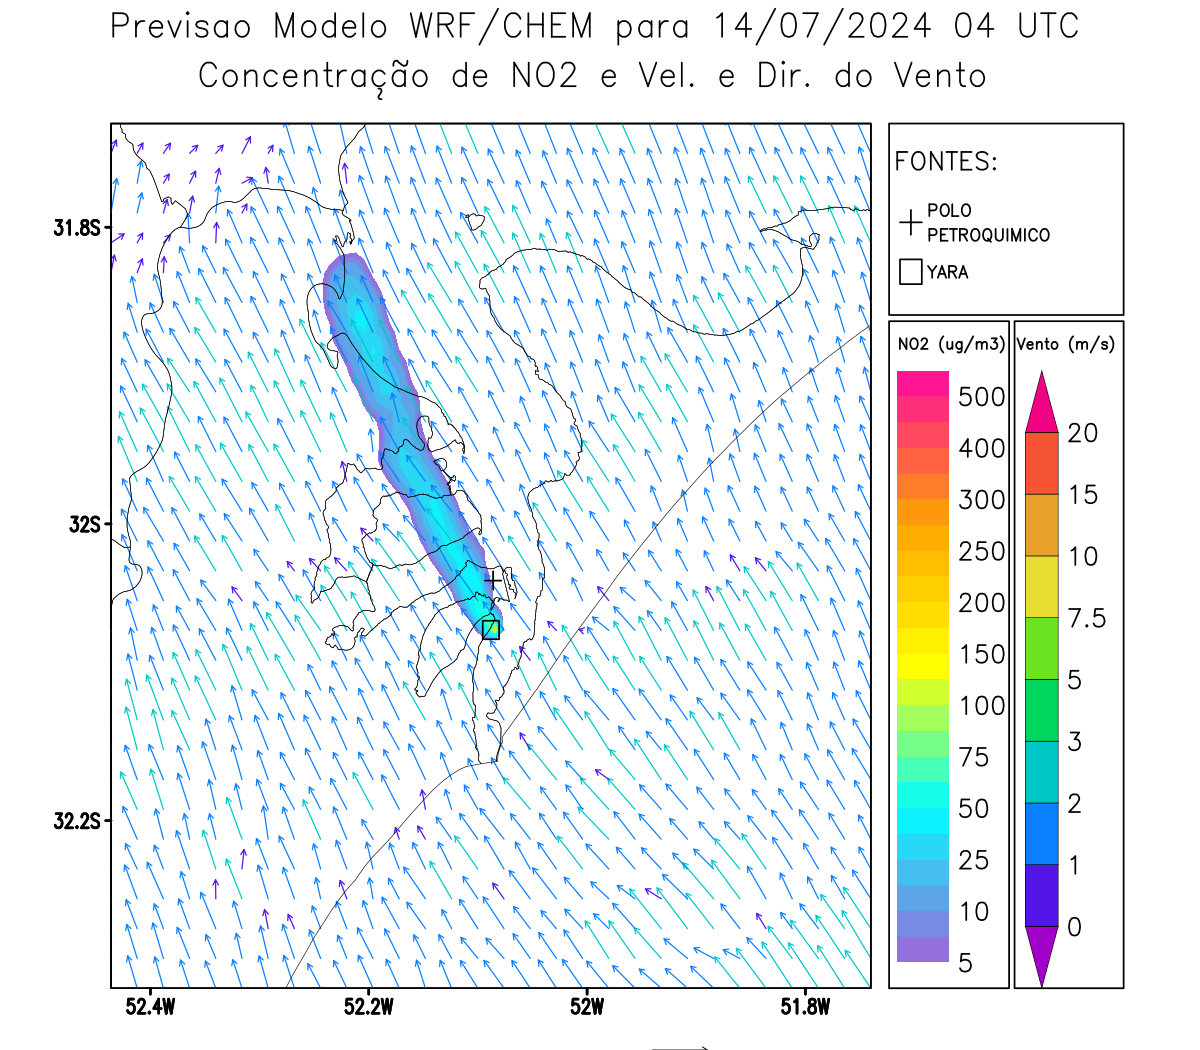 Previsao Modelo WRF/CHEM para 14/07/2024 04 UTC
Concentração de NO2 e Vel. e Dir. do Vento
FONTES:
POLO
PETROQUIMICO
YARA
31.8S
32S
32.2S
52.4W
52.2W
52W
51.8W
NO2 (ug/m3)
500
400
300
250
200
150
100
75
50
25
10
5
Vento (m/s)
20
15
10
7.5
5
3
2
1
0